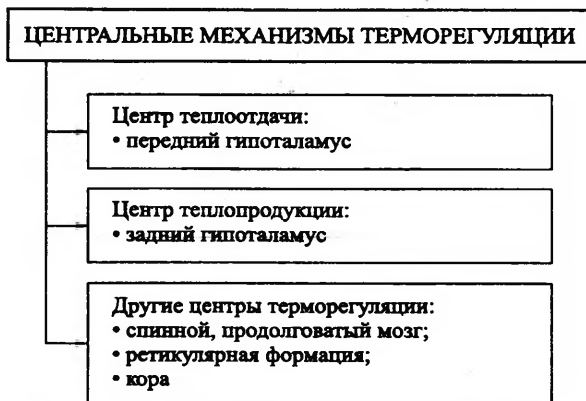 ЦЕНТРАЛЬНЫЕ МЕХАНИЗМЫ ТЕРМОРЕГУЛЯЦИИ
Центр теплоотдачи:
• передний гипоталамус
Центр теплопродукции:
• задний гипоталамус
Другие центры терморегуляции:
• спинной, продолговатый мозг;
• ретикулярная формация;
• кора